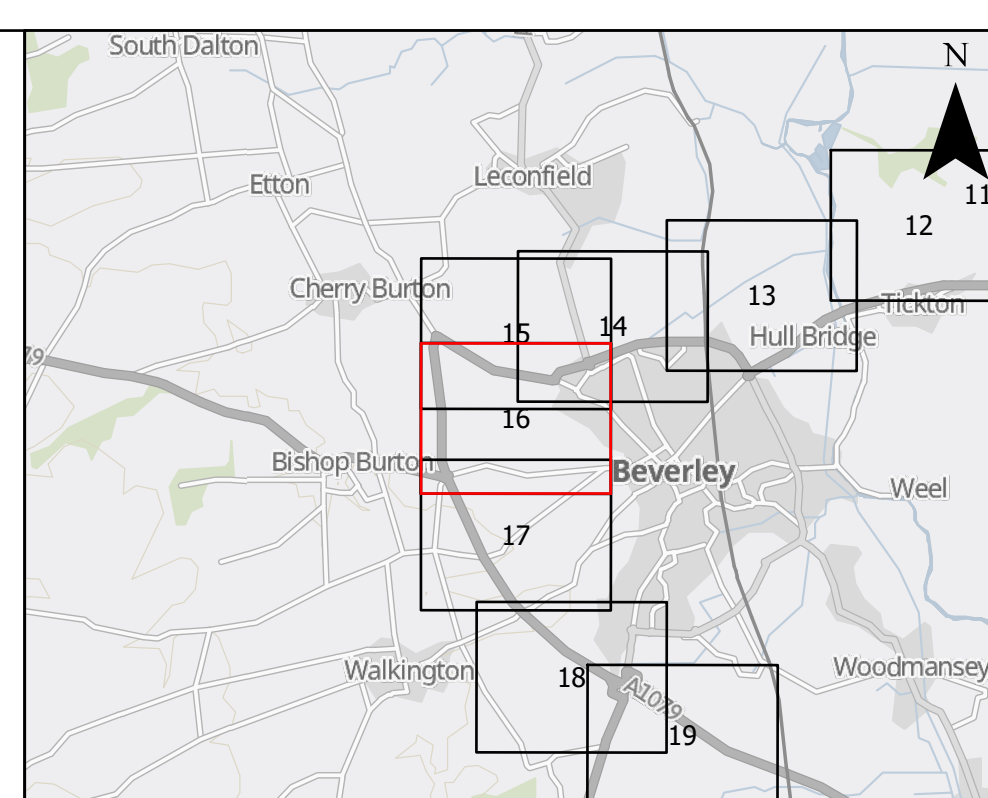 South Dalton
N
Leconfield
Etton
11
12
Cherry Burton
13
Tickton
15
14
Hull Bridge
79
16
Bishop Burton
Beverley
Weel
17
Walkington
18
A1079
Woodmansey
19